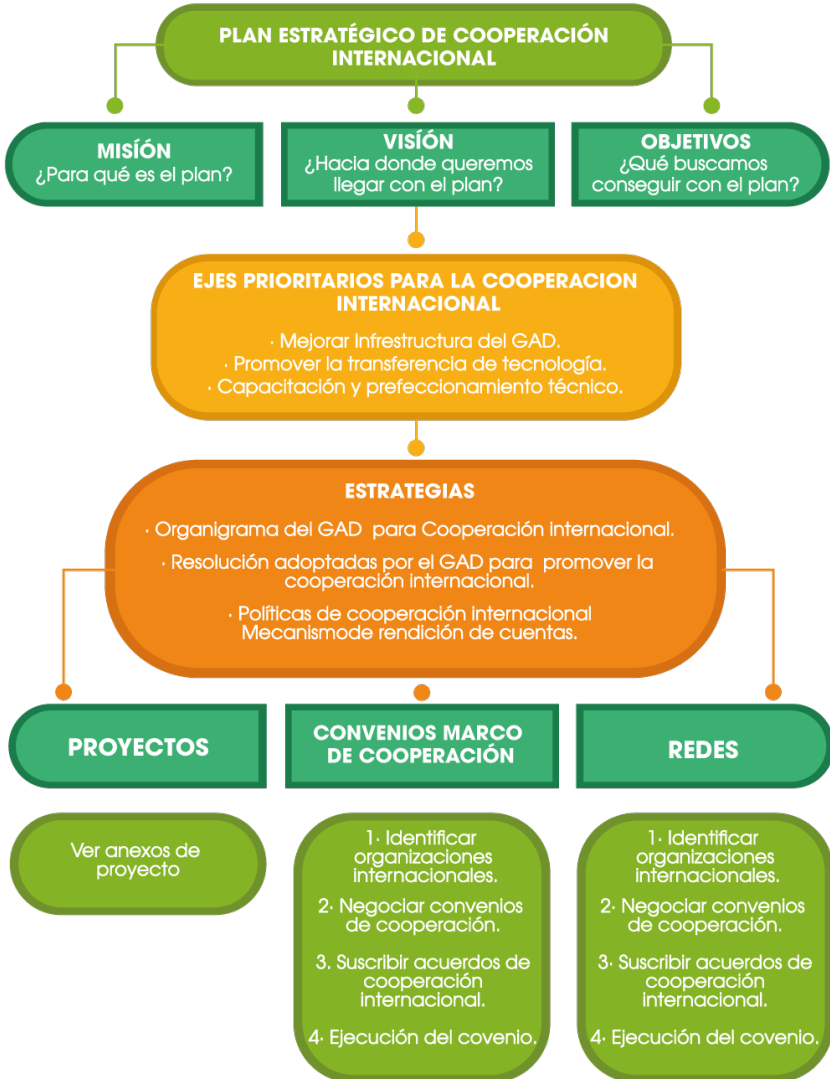 PLAN ESTRATÉGICO DE COOPERACIÓN
INTERNACIONAL
MISÍÓN
¿Para qué es el plan?
VISÍÓN
¿Hacia donde queremos
llegar con el plan?
OBJETIVOS
¿Qué buscamos
conseguir con el plan?
EJES PRIORITARIOS PARA LA COOPERACION
INTERNACIONAL
· Mejorar Infrestructura del GAD.
· Promover la transferencia de tecnología.
· Capacitación y prefeccionamiento técnico.
ESTRATEGIAS
· Organigrama del GAD para Cooperación internacional.
· Resolución adoptadas por el GAD para promover la
cooperación internacional.
· Políticas de cooperación internacional
Mecanismode rendición de cuentas.
PROYECTOS
CONVENIOS MARCO
DE COOPERACIÓN
REDES
Ver anexos de
proyecto
1· Identificar
organizaciones
internacionales.
2· Negociar convenios
de cooperación.
3. Suscribir acuerdos de
cooperación
internacional.
4· Ejecución del covenio.
1· Identificar
organizaciones
internacionales.
2· Negociar convenios
de cooperación.
3· Suscribir acuerdos de
cooperación
internacional.
4· Ejecución del covenio.